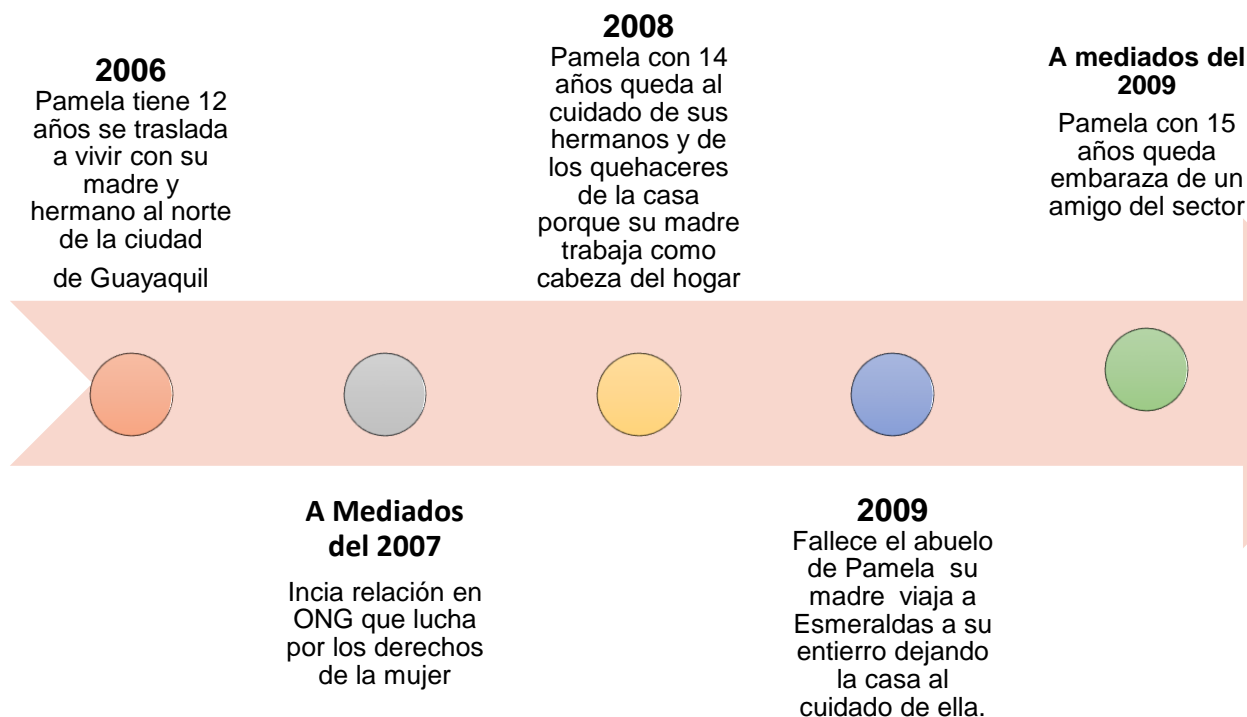 2006
Pamela tiene 12
años se traslada
a vivir con su
madre y
hermano al norte
de la ciudad
de Guayaquil
A Mediados
del 2007
Incia relación en
ONG que lucha
por los derechos
de la mujer
2008
Pamela con 14
años queda al
cuidado de sus
hermanos y de
los quehaceres
de la casa
porque su madre
trabaja como
cabeza del hogar
2009
Fallece el abuelo
de Pamela su
madre viaja a
Esmeraldas a su
entierro dejando
la casa al
cuidado de ella.
A mediados del
2009
Pamela con 15
años queda
embaraza de un
amigo del sector